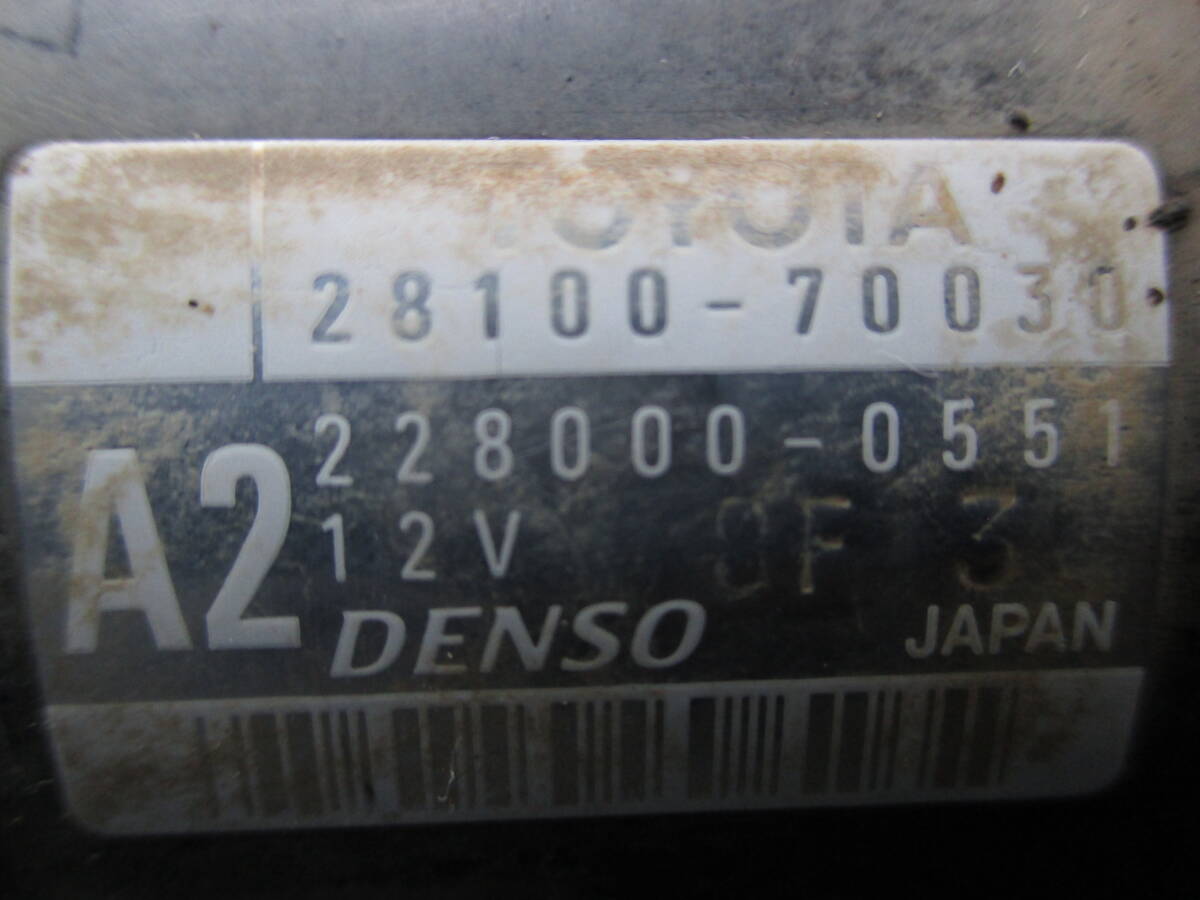 TOYOTA
28100-70030
A2
228000-0551
12V
DENSO
JAPAN